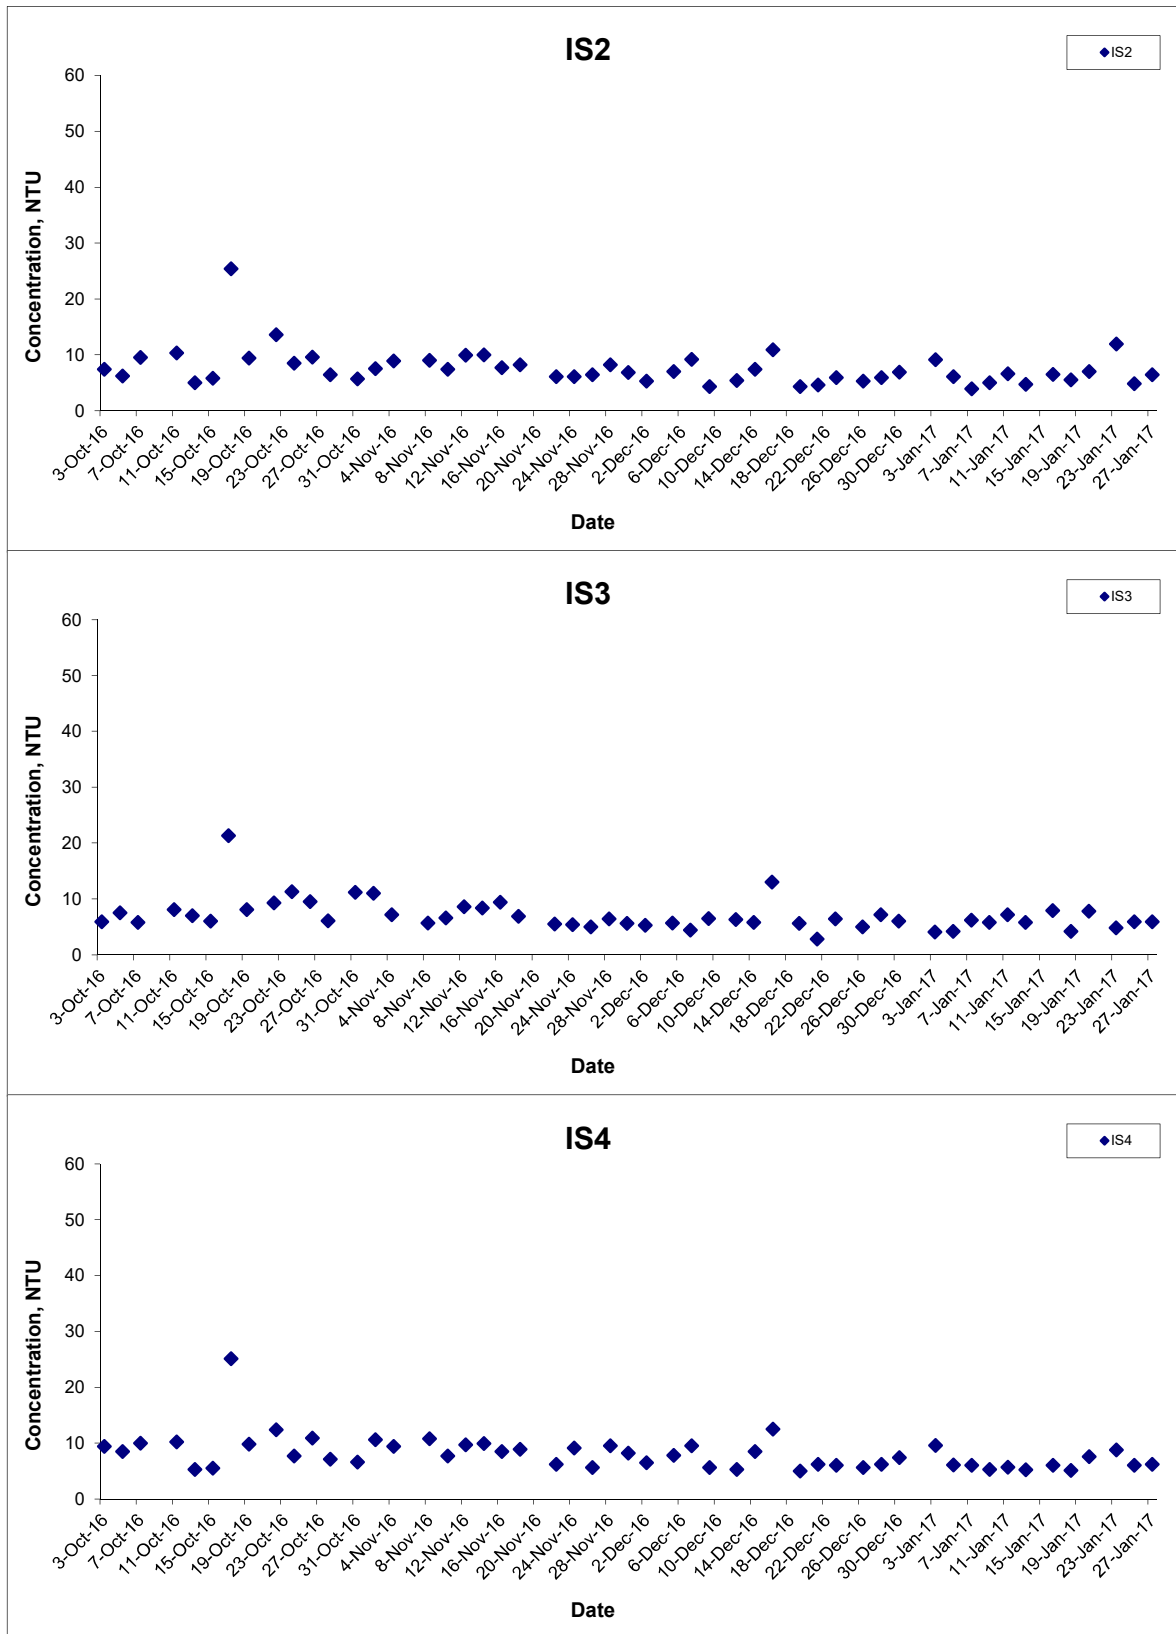 IS2
IS2
60
50
40
30
20
10
0
Concentration, NTU
3-Oct-16
7-Oct-16
11-Oct-16
15-Oct-16
19-Oct-16
23-Oct-16
27-Oct-16
31-Oct-16
4-Nov-16
8-Nov-16
12-Nov-16
16-Nov-16
20-Nov-16
24-Nov-16
28-Nov-16
2-Dec-16
6-Dec-16
10-Dec-16
14-Dec-16
18-Dec-16
22-Dec-16
26-Dec-16
30-Dec-16
3-Jan-17
7-Jan-17
11-Jan-17
15-Jan-17
19-Jan-17
23-Jan-17
27-Jan-17
Date
IS3
IS3
60
50
40
30
20
10
0
Concentration, NTU
3-Oct-16
7-Oct-16
11-Oct-16
15-Oct-16
19-Oct-16
23-Oct-16
27-Oct-16
31-Oct-16
4-Nov-16
8-Nov-16
12-Nov-16
16-Nov-16
20-Nov-16
24-Nov-16
28-Nov-16
2-Dec-16
6-Dec-16
10-Dec-16
14-Dec-16
18-Dec-16
22-Dec-16
26-Dec-16
30-Dec-16
3-Jan-17
7-Jan-17
11-Jan-17
15-Jan-17
19-Jan-17
23-Jan-17
27-Jan-17
Date
IS4
IS4
60
50
40
30
20
10
0
Concentration, NTU
3-Oct-16
7-Oct-16
11-Oct-16
15-Oct-16
19-Oct-16
23-Oct-16
27-Oct-16
31-Oct-16
4-Nov-16
8-Nov-16
12-Nov-16
16-Nov-16
20-Nov-16
24-Nov-16
28-Nov-16
2-Dec-16
6-Dec-16
10-Dec-16
14-Dec-16
18-Dec-16
22-Dec-16
26-Dec-16
30-Dec-16
3-Jan-17
7-Jan-17
11-Jan-17
15-Jan-17
19-Jan-17
23-Jan-17
27-Jan-17
Date